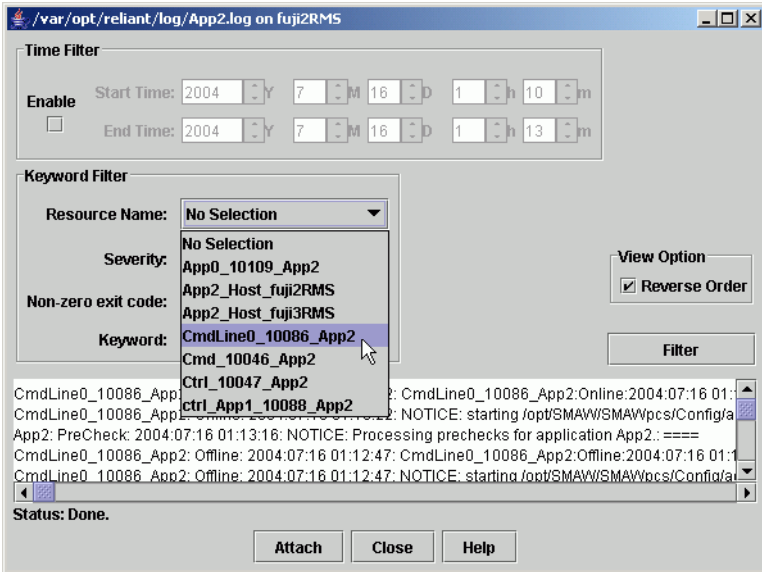 /var/opt/reliant/log/App2.log on fuji2RMS
Time Filter
Enable
Start Time: 2004 Y 7 M 16 D 1 h 10 m
End Time: 2004 Y 7 M 16 D 1 h 13 m
Keyword Filter
Resource Name: No Selection
No Selection
Severity:
App0_10109_App2
App2_Host_fuji2RMS
Non-zero exit code:
App2_Host_fuji3RMS
Keyword:
CmdLine0_10086_App2
Cmd_10046_App2
Ctrl_10047_App2
ctrl_App1_10088_App2
View Option
Reverse Order
Filter
CmdLine0_10086_App 2: CmdLine0_10086_App2:Online:2004:07:16 01:
CmdLine0_10086_App2 NOTICE: starting /opt/SMAW/SMAWpcs/Config/a
App2: PreCheck: 2004:07:16 01:13:16: NOTICE: Processing prechecks for application App2.: ====
CmdLine0_10086_App2: Offline: 2004:07:16 01:12:47: CmdLine0_10086_App2:Offline:2004:07:16 01:1
CmdLine0_10086_App2: Offline: 2004:07:16 01:12:47: NOTICE: starting /opt/SMAW/SMAWpcs/Config/a
Status: Done.
Attach Close Help